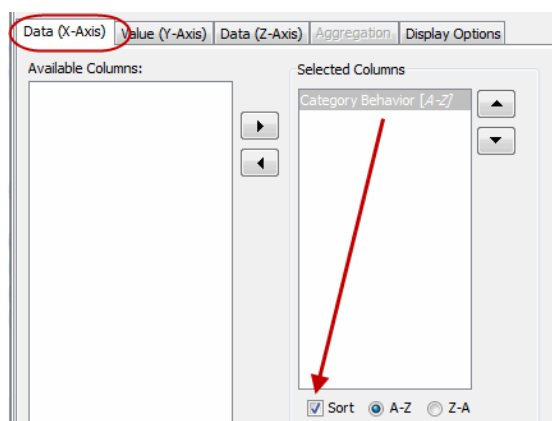 Data (X-Axis) Value (Y-Axis) Data (Z-Axis) Aggregation Display Options
Available Columns: Selected Columns
Category Behavior [A-Z]
Sort A-Z Z-A